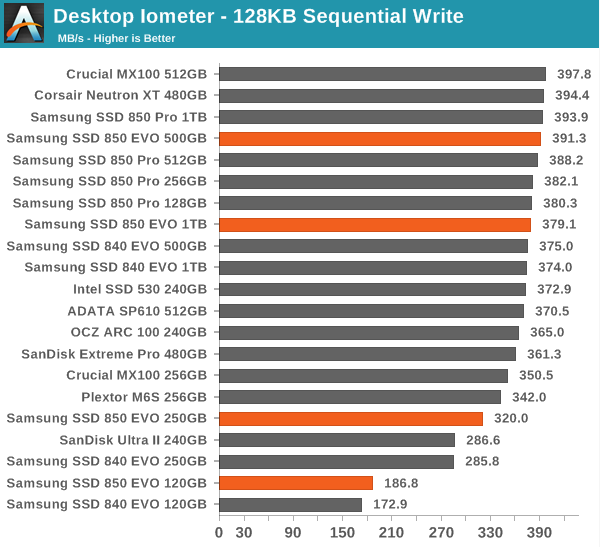 Desktop Iometer - 128KB Sequential Write
MB/s - Higher is Better
Crucial MX100 512GB 397.8
Corsair Neutron XT 480GB 394.4
Samsung SSD 850 Pro 1TB 393.9
Samsung SSD 850 EVO 500GB 391.3
Samsung SSD 850 Pro 512GB 388.2
Samsung SSD 850 Pro 256GB 382.1
Samsung SSD 850 Pro 128GB 380.3
Samsung SSD 850 EVO 1TB 379.1
Samsung SSD 840 EVO 500GB 375.0
Samsung SSD 840 EVO 1TB 374.0
Intel SSD 530 240GB 372.9
ADATA SP610 512GB 370.5
OCZ ARC 100 240GB 365.0
SanDisk Extreme Pro 480GB 361.3
Crucial MX100 256GB 350.5
Plextor M6S 256GB 342.0
Samsung SSD 850 EVO 250GB 320.0
SanDisk Ultra II 240GB 286.6
Samsung SSD 840 EVO 250GB 285.8
Samsung SSD 850 EVO 120GB 186.8
Samsung SSD 840 EVO 120GB 172.9
0 30 90 150 210 270 330 390